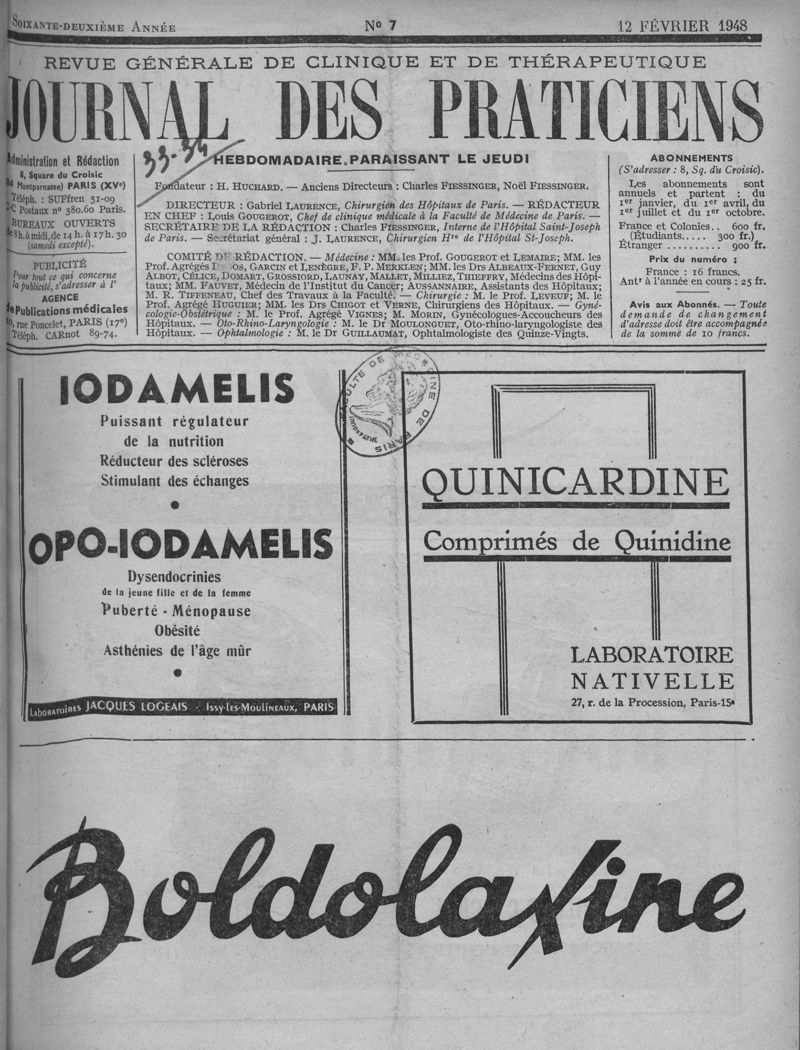 Soixante-deuxième Année
No 7
12 FÉVRIER 1948
REVUE GÉNÉRALE DE CLINIQUE ET DE THÉRAPEUTIQUE
JOURNAL DES PRATICIENS
33-34
Administration et Rédaction
8, Square du Croisic
Bd Montparnasse) PARIS (XVe)
Téléph. : SUFfren 51-09
C Postaux no 380.60 Paris.
BUREAUX OUVERTS
de 8 h. à midi, de 14 h. à 17 h. 30
(samedi excepté).
PUBLICITÉ
Pour tout ce qui concerne
la publicité, s'adresser à l'
AGENCE
de Publications médicales
rue Poncelet, PARIS (17e)
Téléph. CARnot 89-74.
HEBDOMADAIRE, PARAISSANT LE JEUDI
Fondateur : H. Huchard. — Anciens Directeurs : Charles Fiessinger, Noël Fiessinger.
DIRECTEUR : Gabriel Laurence, Chirurgien des Hôpitaux de Paris. — RÉDACTEUR
EN CHEF : Louis Gougerot, Chef de clinique médicale à la Faculté de Médecine de Paris. —
SECRÉTAIRE DE LA RÉDACTION : Charles Fiessinger, Interne de l'Hôpital Saint-Joseph
de Paris. — Secrétariat général : J. Laurence, Chirurgien Hre de l'Hôpital St-Joseph.
COMITÉ DE RÉDACTION. — Médecine : MM. les Prof. Gougerot et Lemaire; MM. les
Prof. Agrégés os, Garcin et Lenègre, F. P. Merklen; MM. les Drs Albeaux-Fernet, Guy
Albot, Célice, Domart, Grossiord, Launay, Mallet, Milliez, Thieffry, Médecins des Hôpi-
taux; MM. Fauvet, Médecin de l'Institut du Cancer; Aussannaire, Assistants des Hôpitaux;
M. R. Tiffeneau, Chef des Travaux à la Faculté. — Chirurgie : M. le Prof. Leveuf; M. le
Prof. Agrégé Huguier; MM. les Drs Chigot et Verne, Chirurgiens des Hôpitaux. — Gyné-
cologie-Obstétrique : M. le Prof. Agrégé Vignes; M. Morin, Gynécologues-Accoucheurs des
Hôpitaux. — Oto-Rhino-Laryngologie : M. le Dr Moulonguet, Oto-rhino-laryngologiste des
Hôpitaux. — Ophtalmologie : M. le Dr Guillaumat, Ophtalmologiste des Quinze-Vingts.
ABONNEMENTS
(S'adresser : 8, Sq. du Croisic).
Les abonnements sont
annuels et partent : du
1er janvier, du 1er avril, du
1er juillet et du 1er octobre.
France et Colonies.. 600 fr.
(Étudiants..... 300 fr.)
Étranger .......... 900 fr.
Prix du numéro :
France : 16 francs.
Antr à l'année en cours : 25 fr.
Avis aux Abonnés. — Toute
demande de changement
d'adresse doit être accompagnée
de la somme de 10 francs.
IODAMELIS
Puissant régulateur
de la nutrition
Réducteur des scléroses
Stimulant des échanges
OPO-IODAMELIS
Dysendocrinies
de la jeune fille et de la femme
Puberté - Ménopause
Obésité
Asthénies de l'âge mûr
Laboratoires JACQUES LOGEAIS - Issy-les-Moulineaux, PARIS
QUINICARDINE
Comprimés de Quinidine
LABORATOIRE
NATIVELLE
27, r. de la Procession, Paris-15e
Boldolaxine